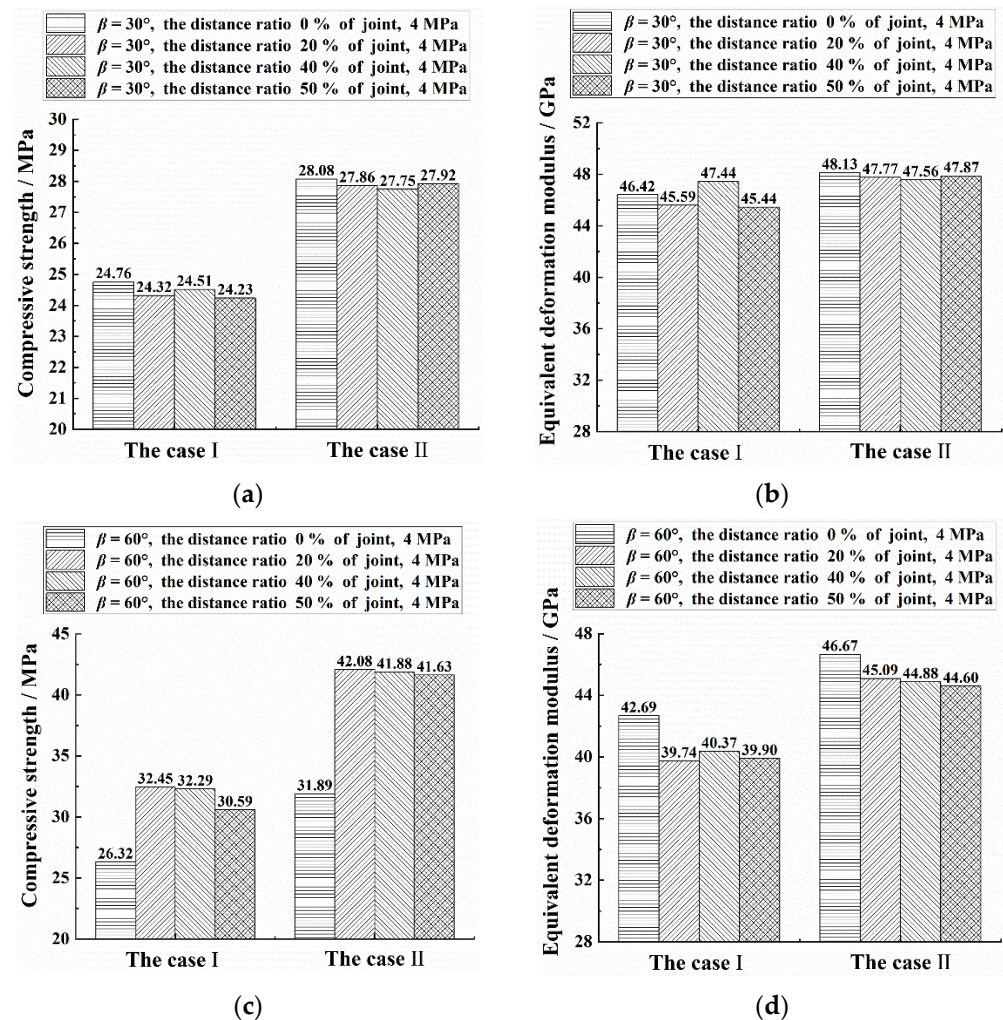 β = 30°, the distance ratio 0 % of joint, 4 MPa
β = 30°, the distance ratio 20 % of joint, 4 MPa
β = 30°, the distance ratio 40 % of joint, 4 MPa
β = 30°, the distance ratio 50 % of joint, 4 MPa
Compressive strength / MPa
30
29
28
27
26
25
24
23
22
21
20
24.76
24.32
24.51
24.23
28.08
27.86
27.75
27.92
The case I
The case II
(a)
β = 30°, the distance ratio 0 % of joint, 4 MPa
β = 30°, the distance ratio 20 % of joint, 4 MPa
β = 30°, the distance ratio 40 % of joint, 4 MPa
β = 30°, the distance ratio 50 % of joint, 4 MPa
Equivalent deformation modulus / GPa
52
48
44
40
36
32
28
46.42
45.59
47.44
45.44
48.13
47.77
47.56
47.87
The case I
The case II
(b)
β = 60°, the distance ratio 0 % of joint, 4 MPa
β = 60°, the distance ratio 20 % of joint, 4 MPa
β = 60°, the distance ratio 40 % of joint, 4 MPa
β = 60°, the distance ratio 50 % of joint, 4 MPa
Compressive strength / MPa
45
40
35
30
25
20
26.32
32.45
32.29
30.59
31.89
42.08
41.88
41.63
The case I
The case II
(c)
β = 60°, the distance ratio 0 % of joint, 4 MPa
β = 60°, the distance ratio 20 % of joint, 4 MPa
β = 60°, the distance ratio 40 % of joint, 4 MPa
β = 60°, the distance ratio 50 % of joint, 4 MPa
Equivalent deformation modulus / GPa
48
44
40
36
32
28
42.69
39.74
40.37
39.90
46.67
45.09
44.88
44.60
The case I
The case II
(d)